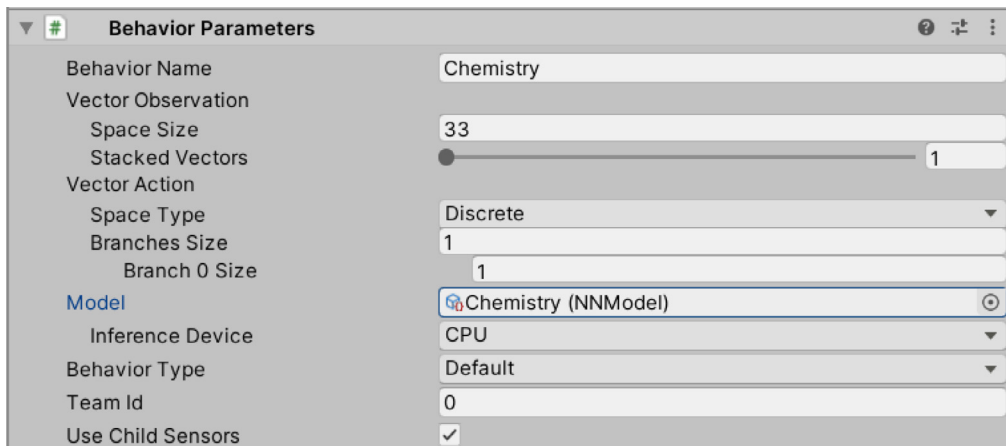 Behavior Parameters
Behavior Name Chemistry
Vector Observation
Space Size 33
Stacked Vectors 1
Vector Action
Space Type Discrete
Branches Size 1
Branch 0 Size 1
Model Chemistry (NNModel)
Inference Device CPU
Behavior Type Default
Team Id 0
Use Child Sensors